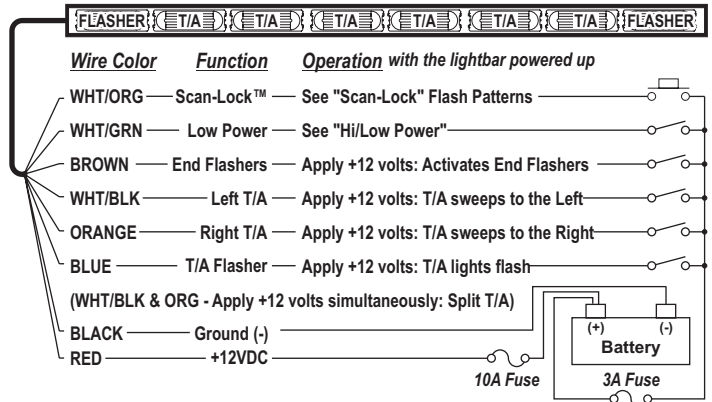 FLASHER T/A T/A T/A T/A T/A T/A FLASHER
Wire Color Function Operation with the lightbar powered up
WHT/ORG Scan-Lock™ See "Scan-Lock" Flash Patterns
WHT/GRN Low Power See "Hi/Low Power"
BROWN End Flashers Apply +12 volts: Activates End Flashers
WHT/BLK Left T/A Apply +12 volts: T/A sweeps to the Left
ORANGE Right T/A Apply +12 volts: T/A sweeps to the Right
BLUE T/A Flasher Apply +12 volts: T/A lights flash
(WHT/BLK & ORG - Apply +12 volts simultaneously: Split T/A)
BLACK Ground (-)
(+) (-)
Battery
RED +12VDC
10A Fuse 3A Fuse